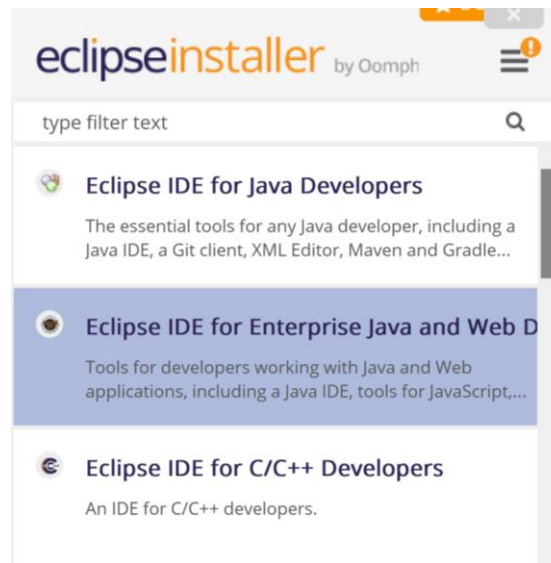 eclipseinstaller by Oomph
type filter text
Eclipse IDE for Java Developers
The essential tools for any Java developer, including a
Java IDE, a Git client, XML Editor, Maven and Gradle...
Eclipse IDE for Enterprise Java and Web D
Tools for developers working with Java and Web
applications, including a Java IDE, tools for JavaScript,...
Eclipse IDE for C/C++ Developers
An IDE for C/C++ developers.